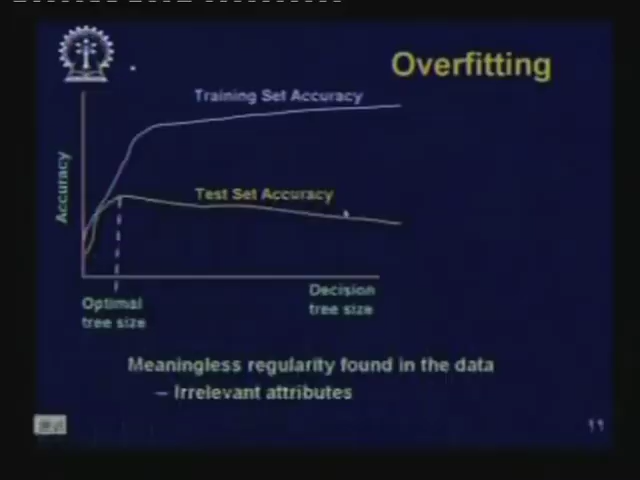 Overfitting
Training Set Accuracy
Accuracy
Test Set Accuracy
Optimal
tree size
Decision
tree size
Meaningless regularity found in the data
– Irrelevant attributes
11